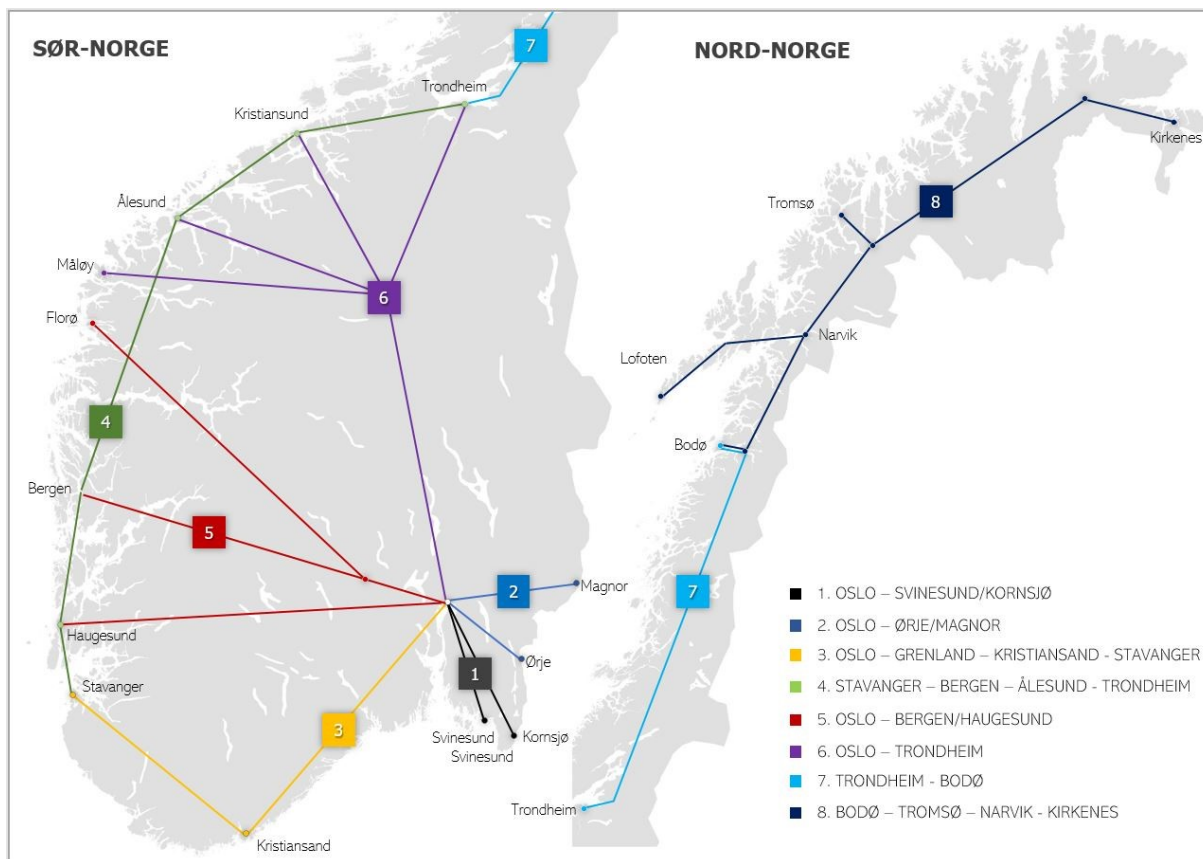 SØR-NORGE
7
Trondheim
Kristiansund
Ålesund
Måløy
6
Florø
4
Bergen
5
2
Magnor
Haugesund
Ørje
1
Stavanger
3
Svinesund
Svinesund
Kornsjø
Kristiansand
NORD-NORGE
Kirkenes
8
Tromsø
Narvik
Lofoten
Bodø
7
Trondheim
1. OSLO – SVINESUND/KORNSJØ
2. OSLO – ØRJE/MAGNOR
3. OSLO – GRENLAND – KRISTIANSAND - STAVANGER
4. STAVANGER – BERGEN – ÅLESUND - TRONDHEIM
5. OSLO – BERGEN/HAUGESUND
6. OSLO – TRONDHEIM
7. TRONDHEIM - BODØ
8. BODØ – TROMSØ – NARVIK - KIRKENES